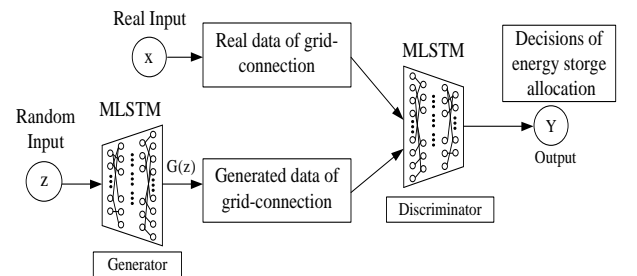 Real Input
x
Real data of grid-
connection
MLSTM
Decisions of
energy storge
allocation
Random
Input
z
MLSTM
G(z)
Generated data of
grid-connection
Y
Output
Discriminator
Generator